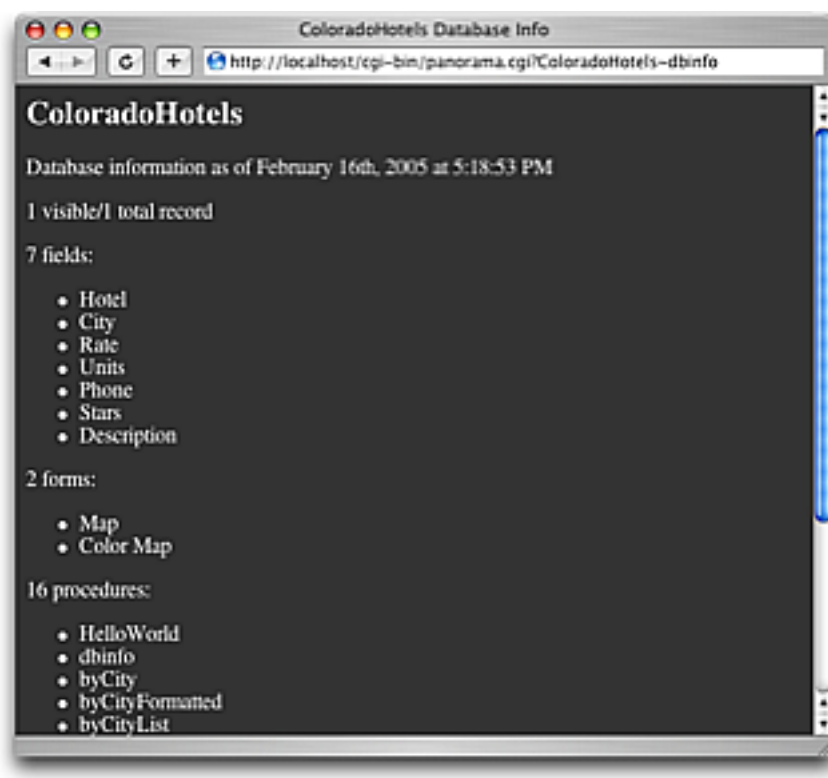 ColoradoHotels Database Info
http://localhost/cgi-bin/panorama.cgi?ColoradoHotels~dbinfo
ColoradoHotels
Database information as of February 16th, 2005 at 5:18:53 PM
1 visible/1 total record
7 fields:
• Hotel
• City
• Rate
• Units
• Phone
• Stars
• Description
2 forms:
• Map
• Color Map
16 procedures:
• HelloWorld
• dbinfo
• byCity
• byCityFormatted
• byCityList